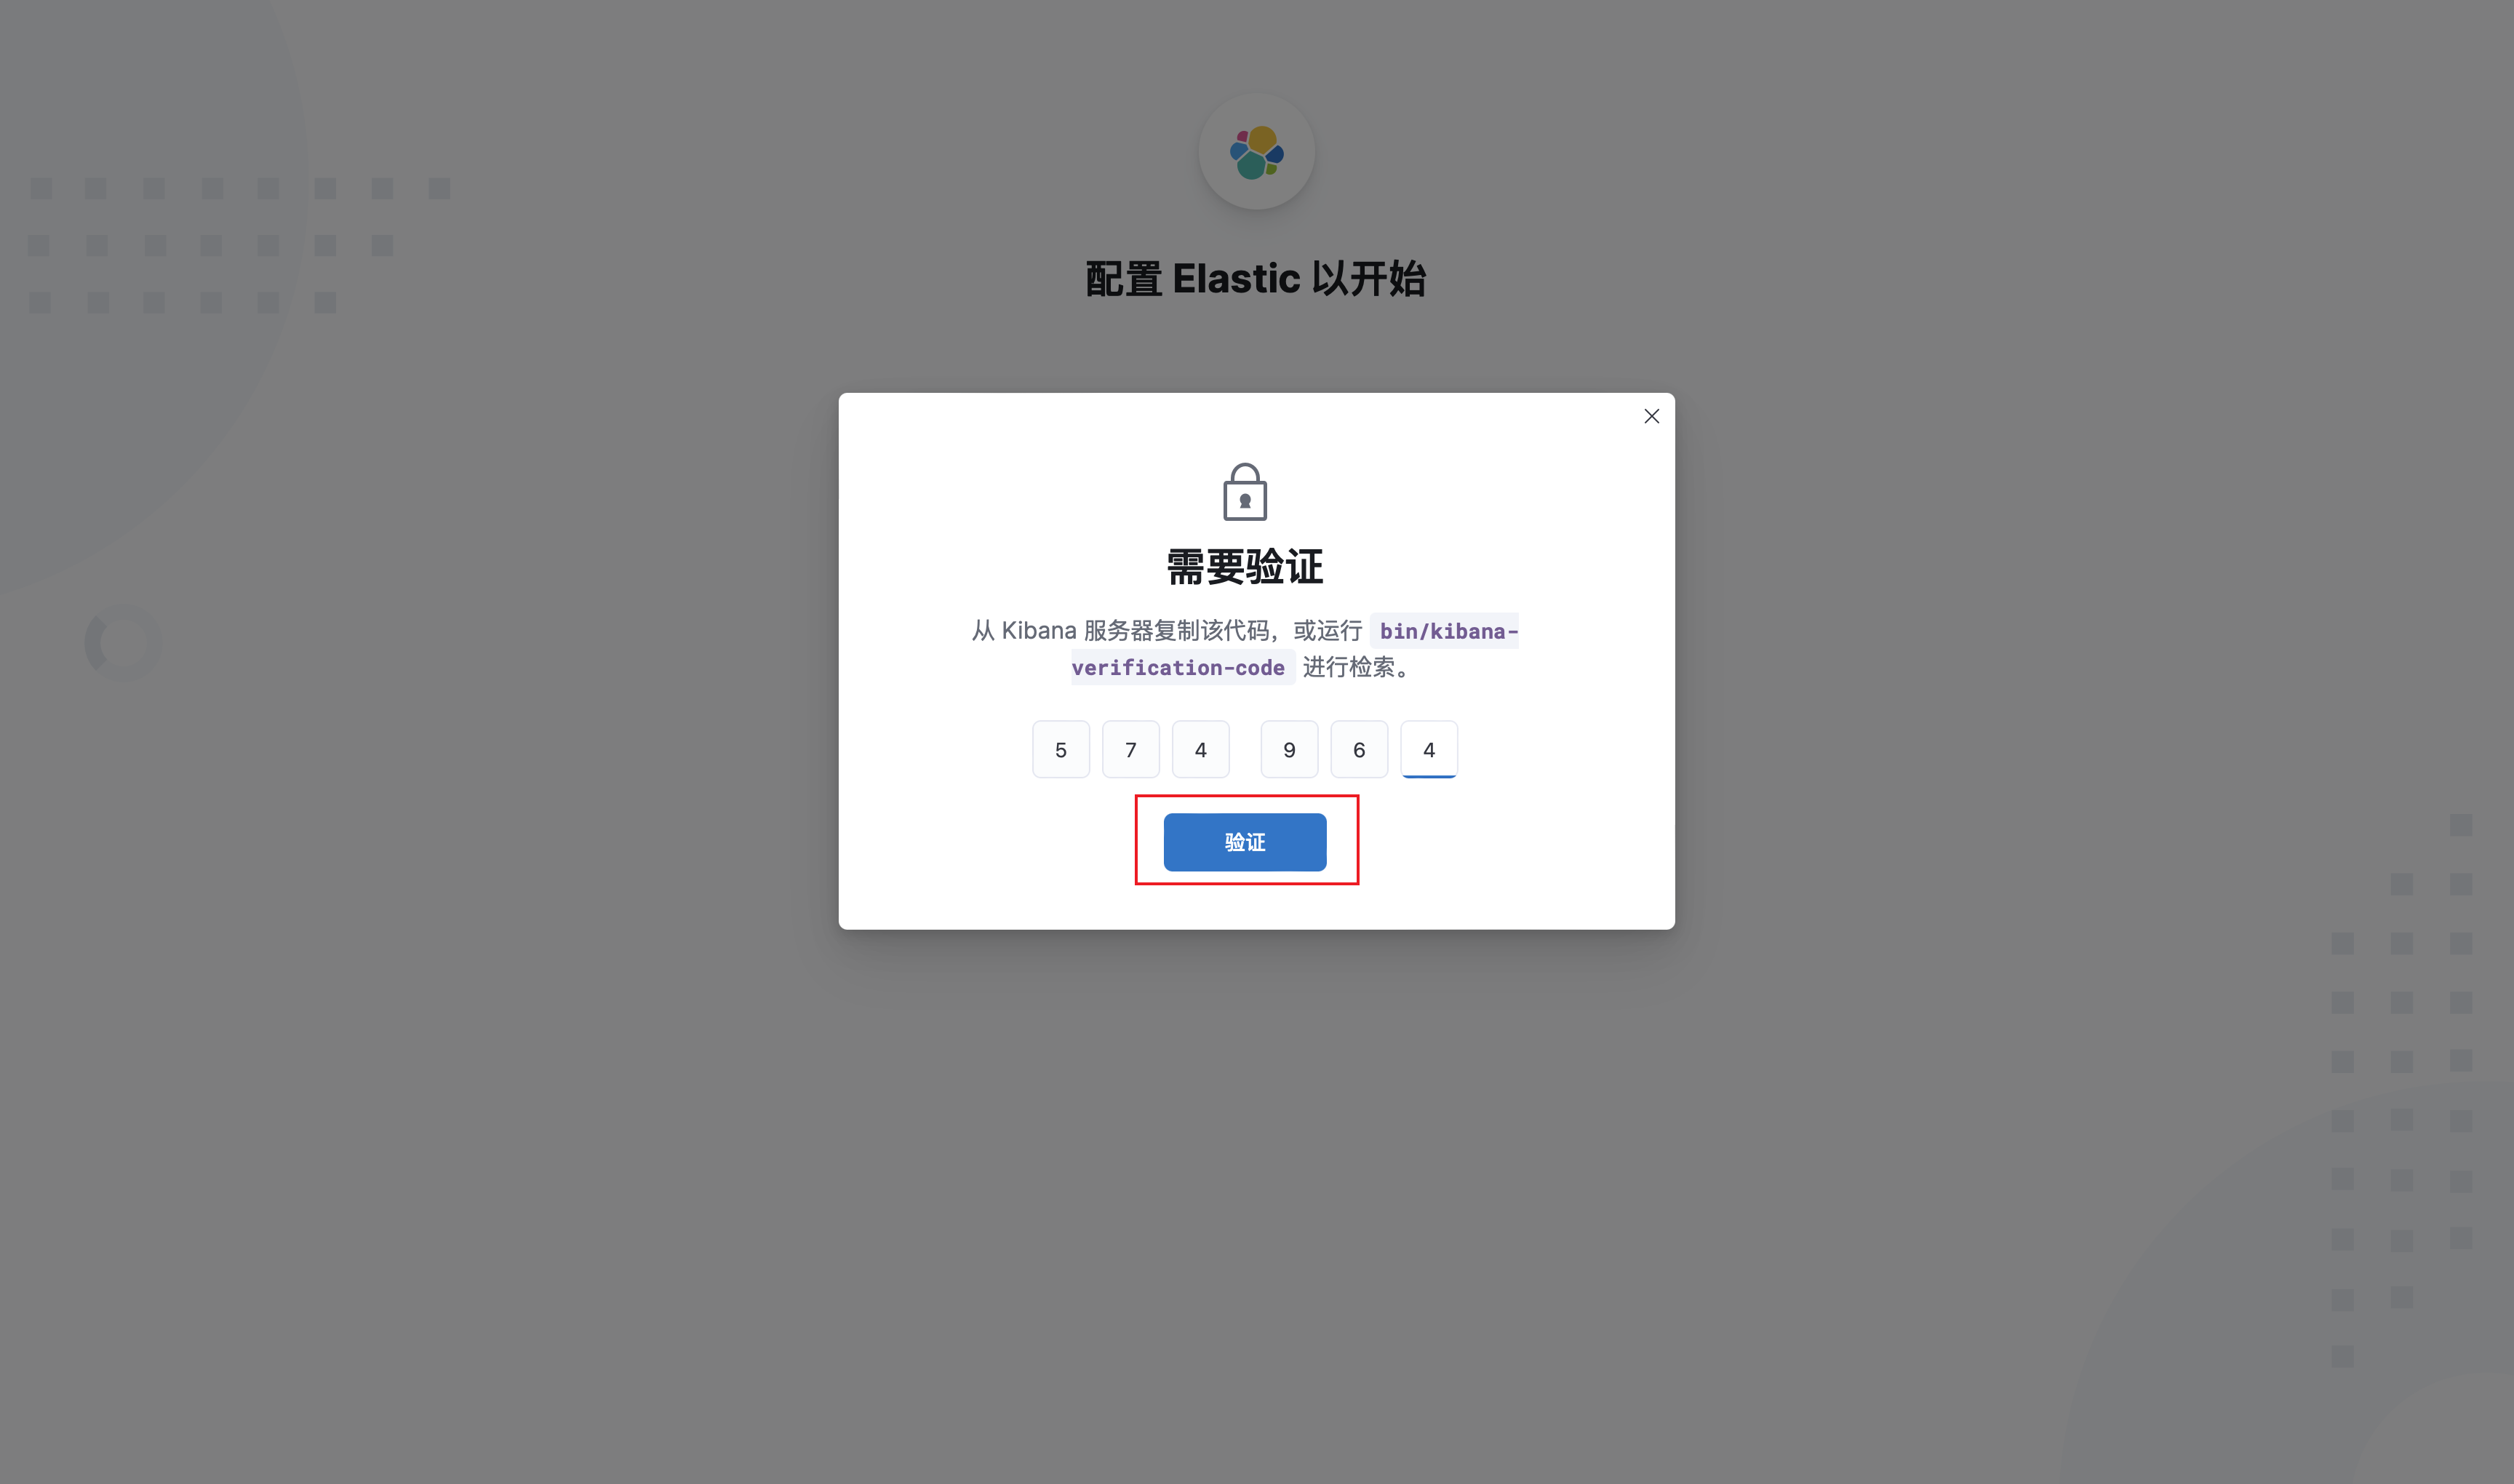 配置 Elastic 以开始
需要验证
从 Kibana 服务器复制该代码，或运行 bin/kibana-
verification-code 进行检索。
5 7 4 9 6 4
验证